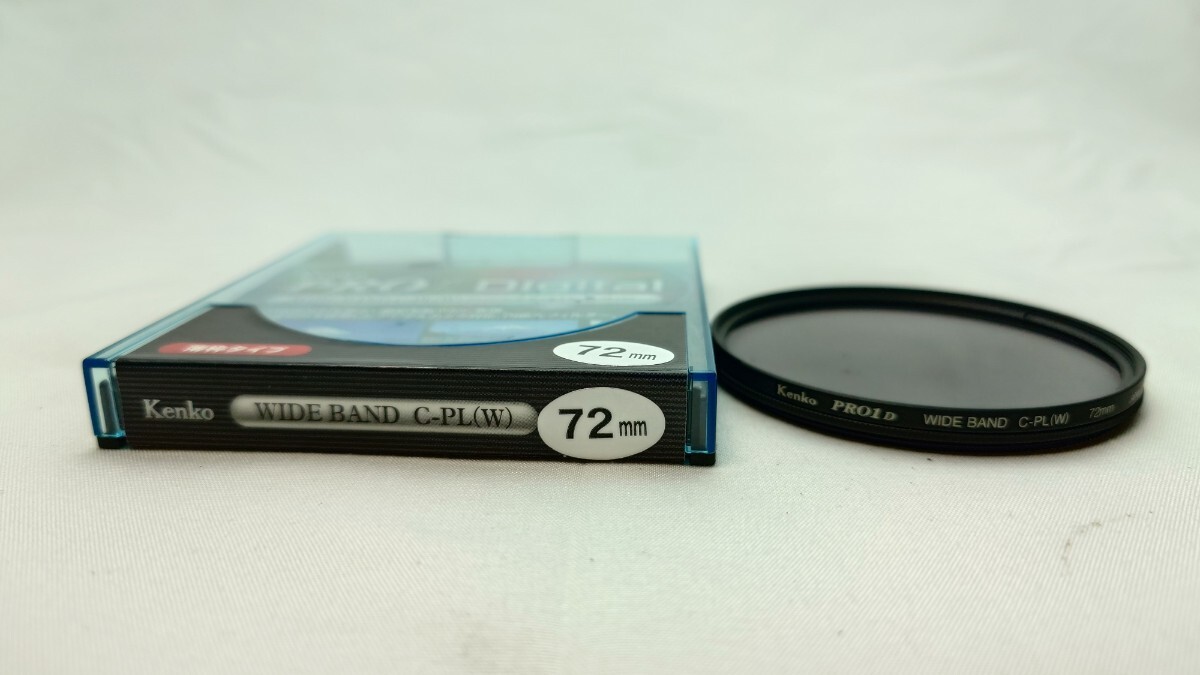 PRO1 Digital
薄枠タイプ
72mm
Kenko WIDE BAND C-PL(W) 72mm
Kenko PRO1D WIDE BAND C-PL(W) 72mm